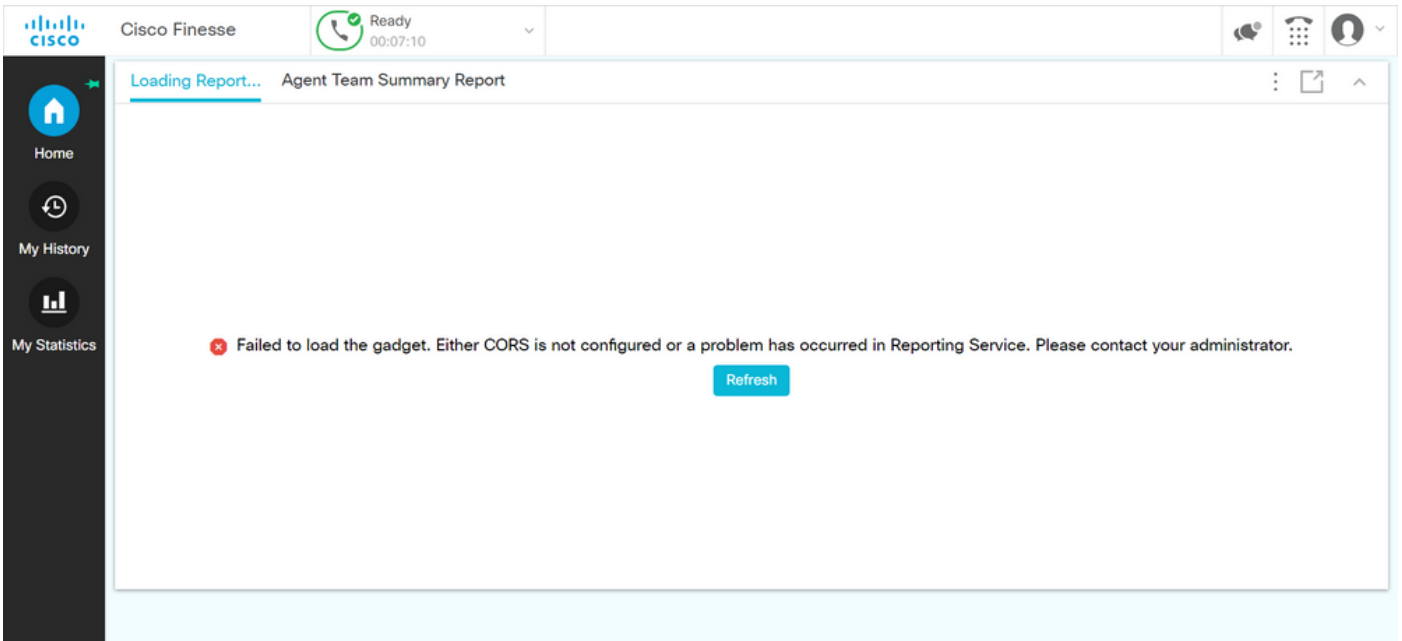 CISCO
Cisco Finesse
Ready
00:07:10
Loading Report...
Agent Team Summary Report
Home
My History
My Statistics
Failed to load the gadget. Either CORS is not configured or a problem has occurred in Reporting Service. Please contact your administrator.
Refresh